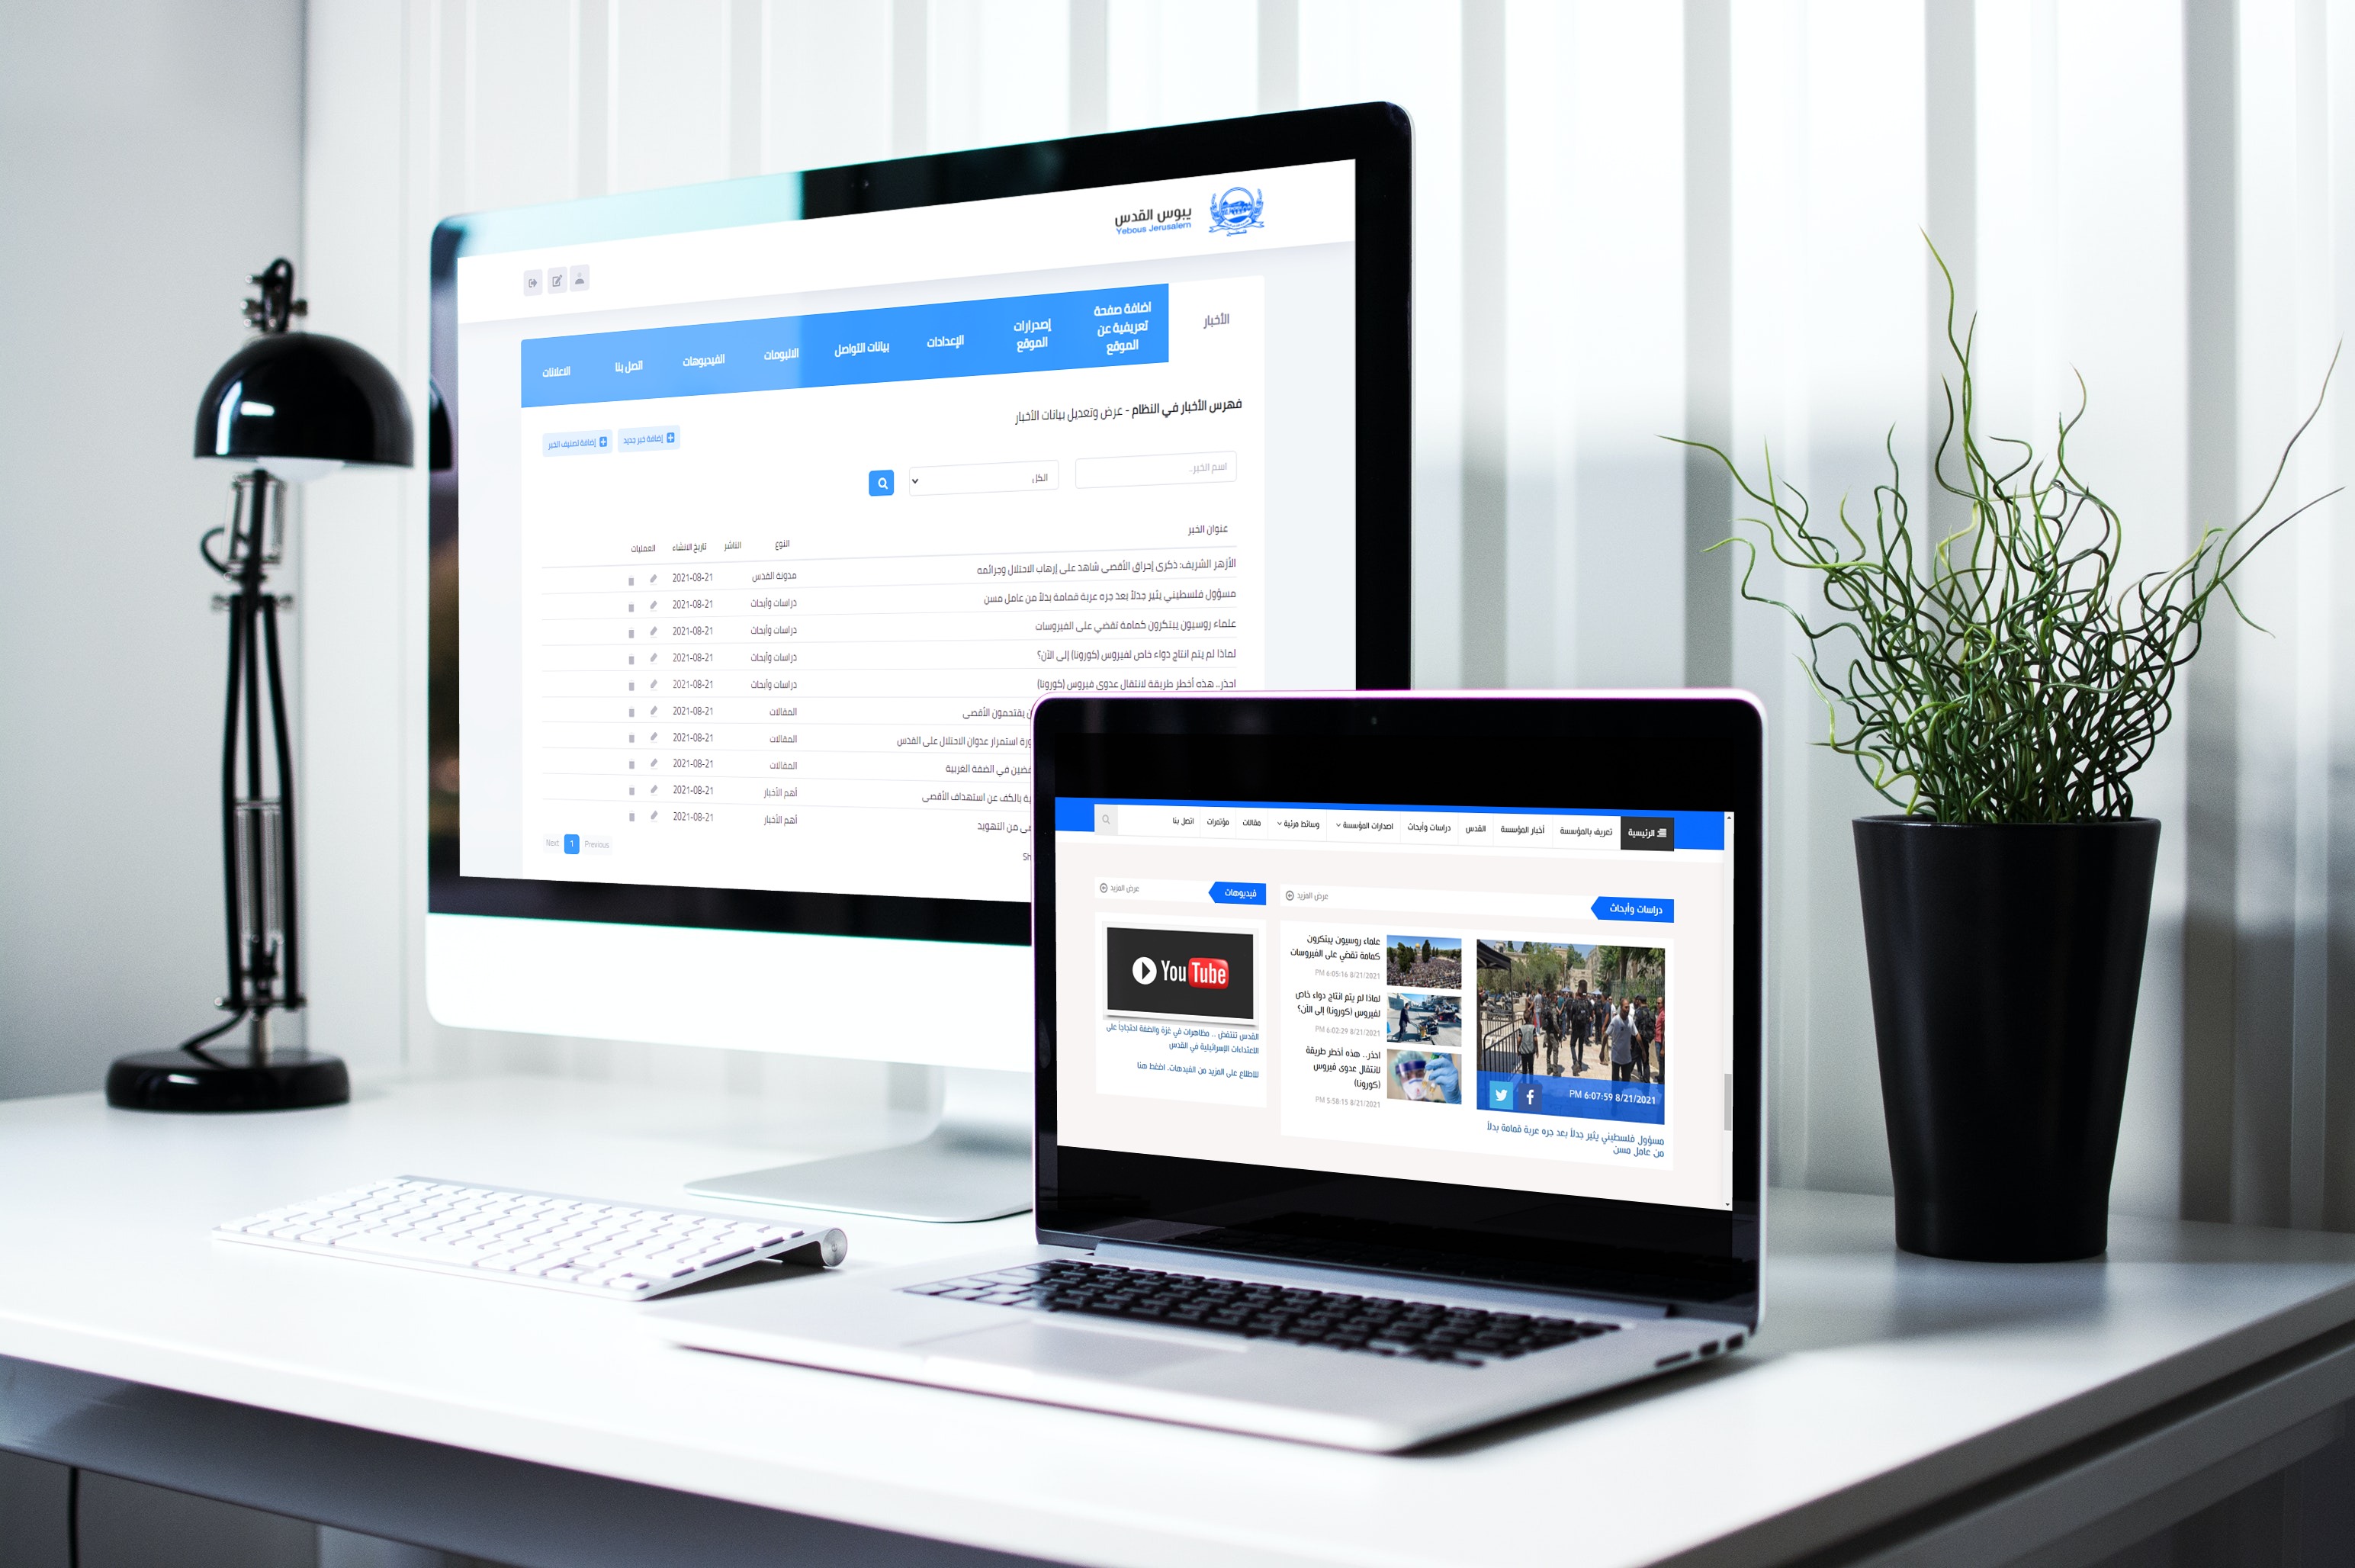 يبوس القدس
Yebous Jerusalem
الأخبار
اضافة صفحة
تعريفية عن
الموقع
إصدرارات
الموقع
الإعدادات
بيانات التواصل
الالبومات
الفيديوهات
اتصل بنا
الاعلانات
فهرس الأخبار في النظام - عرض وتعديل بيانات الأخبار
إضافة خبر جديد
إضافة تصنيف الخبر
اسم الخبر..
الكل
عنوان الخبر النوع الناشر تاريخ الانشاء العمليات
الأزهر الشريف: ذكرى إحراق الأقصى شاهد على إرهاب الاحتلال وجرائمه مدونة القدس 2021-08-21
مسؤول فلسطيني يثير جدلاً بعد جره عربة قمامة بدلاً من عامل مسن دراسات وأبحاث 2021-08-21
علماء روسيون يبتكرون كمامة تقضي على الفيروسات دراسات وأبحاث 2021-08-21
لماذا لم يتم انتاج دواء خاص لفيروس (كورونا) إلى الآن؟ دراسات وأبحاث 2021-08-21
احذر.. هذه أخطر طريقة لانتقال عدوى فيروس (كورونا) دراسات وأبحاث 2021-08-21
يقتحمون الأقصى المقالات 2021-08-21
استمرار عدوان الاحتلال على القدس المقالات 2021-08-21
في الضفة الغربية المقالات 2021-08-21
بالكف عن استهداف الأقصى أهم الأخبار 2021-08-21
من التهويد أهم الأخبار 2021-08-21
Next 1 Previous
الرئيسية
تعريف بالمؤسسة
أخبار المؤسسة
القدس
دراسات وأبحاث
اصدارات المؤسسة
وسائط مرئية
مقالات
مؤتمرات
اتصل بنا
دراسات وأبحاث
عرض المزيد
PM 6:07:59 8/21/2021
مسؤول فلسطيني يثير جدلاً بعد جره عربة قمامة بدلاً
من عامل مسن
علماء روسيون يبتكرون
كمامة تقضي على الفيروسات
PM 6:05:16 8/21/2021
لماذا لم يتم انتاج دواء خاص
لفيروس (كورونا) إلى الآن؟
PM 6:02:29 8/21/2021
احذر.. هذه أخطر طريقة
لانتقال عدوى فيروس
(كورونا)
PM 5:58:15 8/21/2021
فيديوهات
عرض المزيد
YouTube
القدس تنتفض .. مظاهرات في غزة والضفة احتجاجا على
الاعتداءات الإسرائيلية في القدس
للاطلاع على المزيد من الفيدهات، اضغط هنا